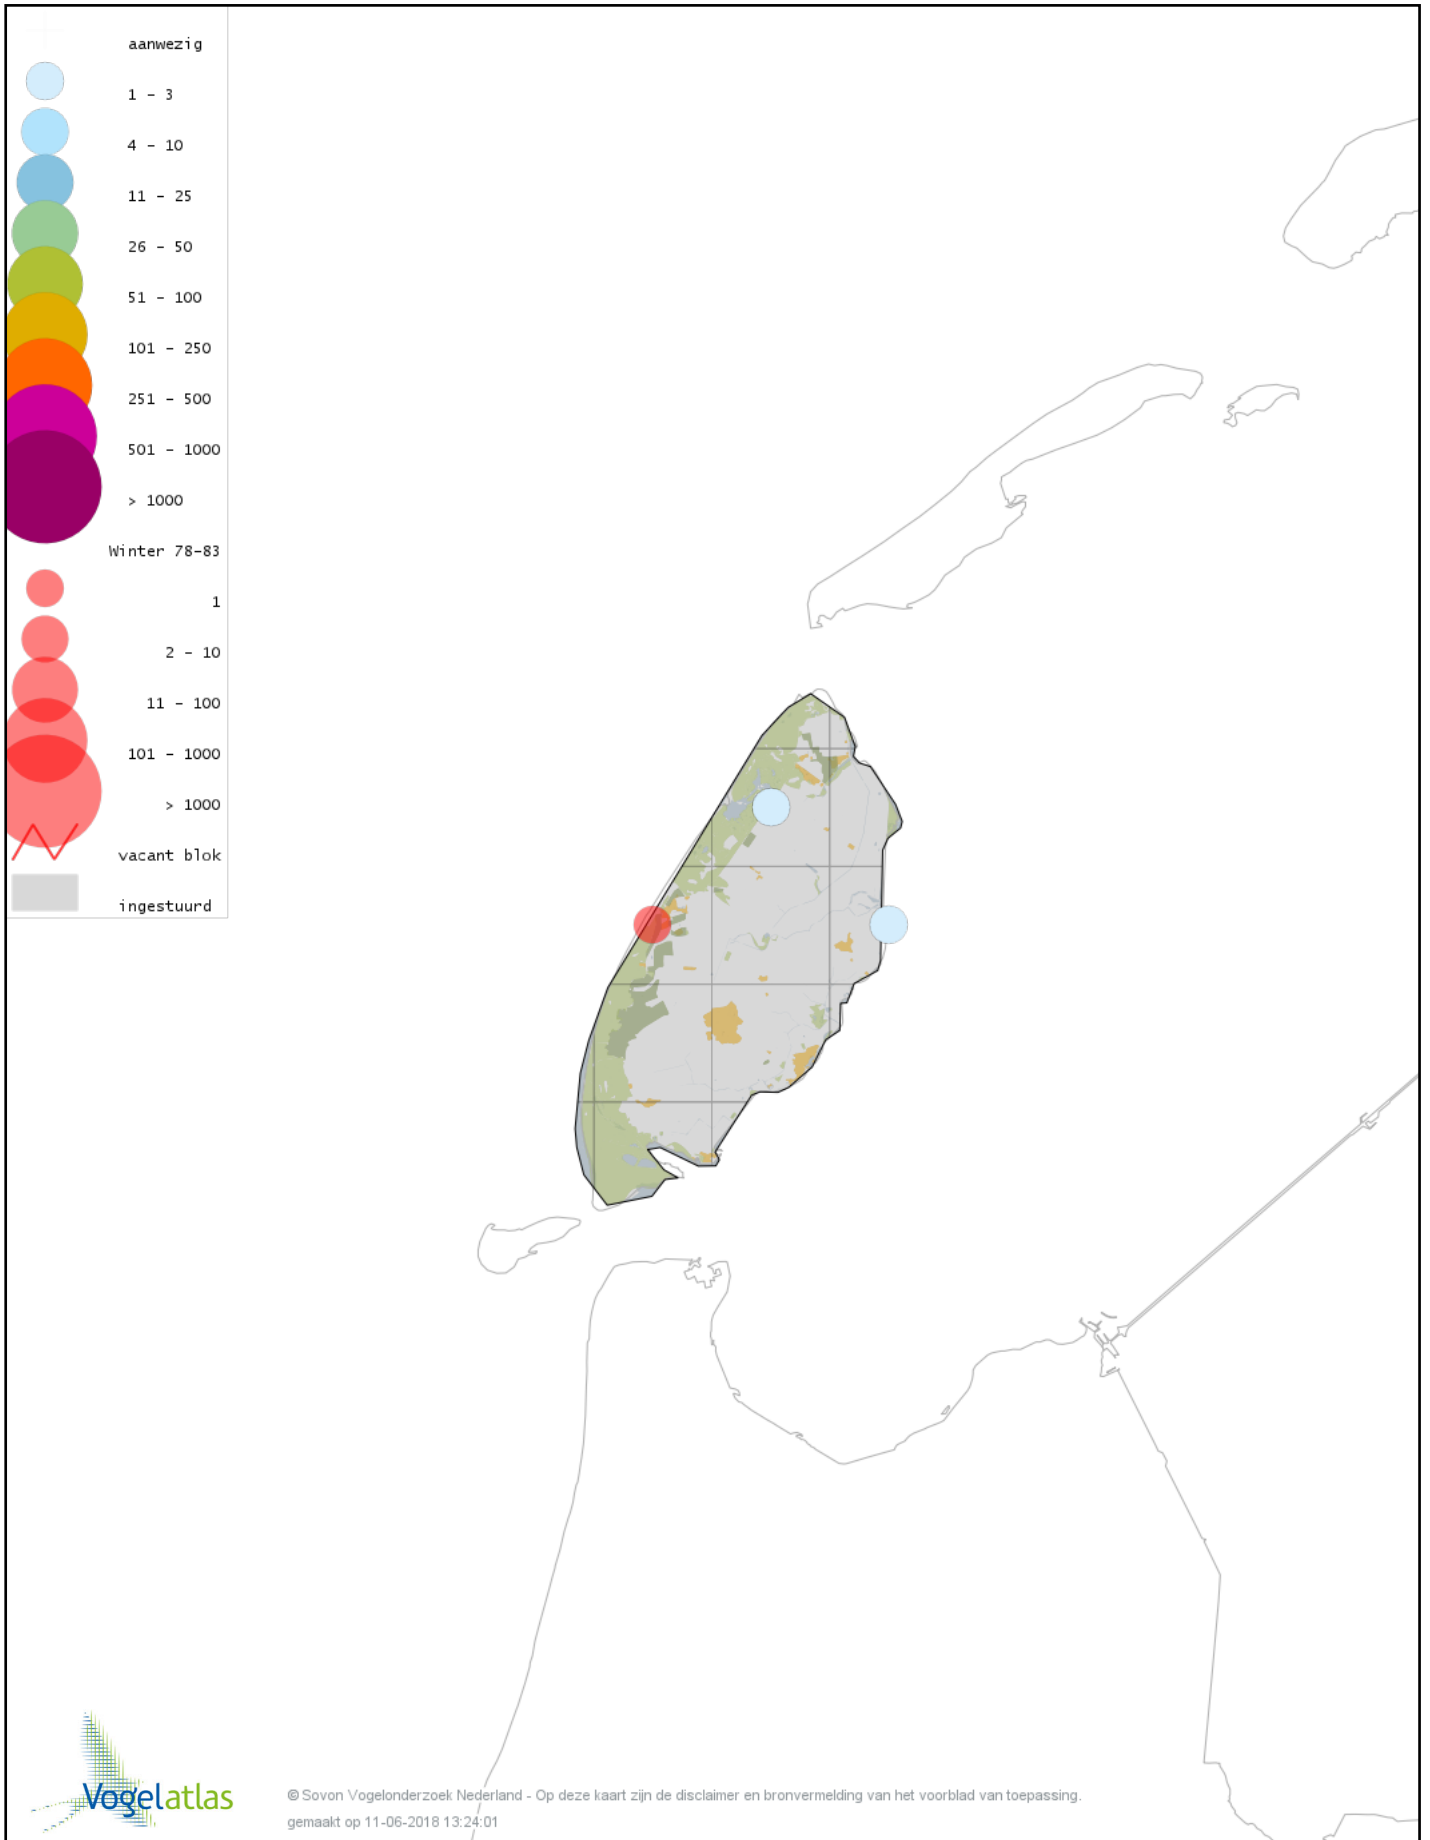 aanwezig
1 - 3
4 - 10
11 - 25
26 - 50
51 - 100
101 - 250
251 - 500
501 - 1000
> 1000
Winter 78-83
1
2 - 10
11 - 100
101 - 1000
> 1000
vacant blok
ingestuurd
Vogelatlas
© Sovon Vogelonderzoek Nederland - Op deze kaart zijn de disclaimer en bronvermelding van het voorblad van toepassing.
gemaakt op 11-06-2018 13:24:01